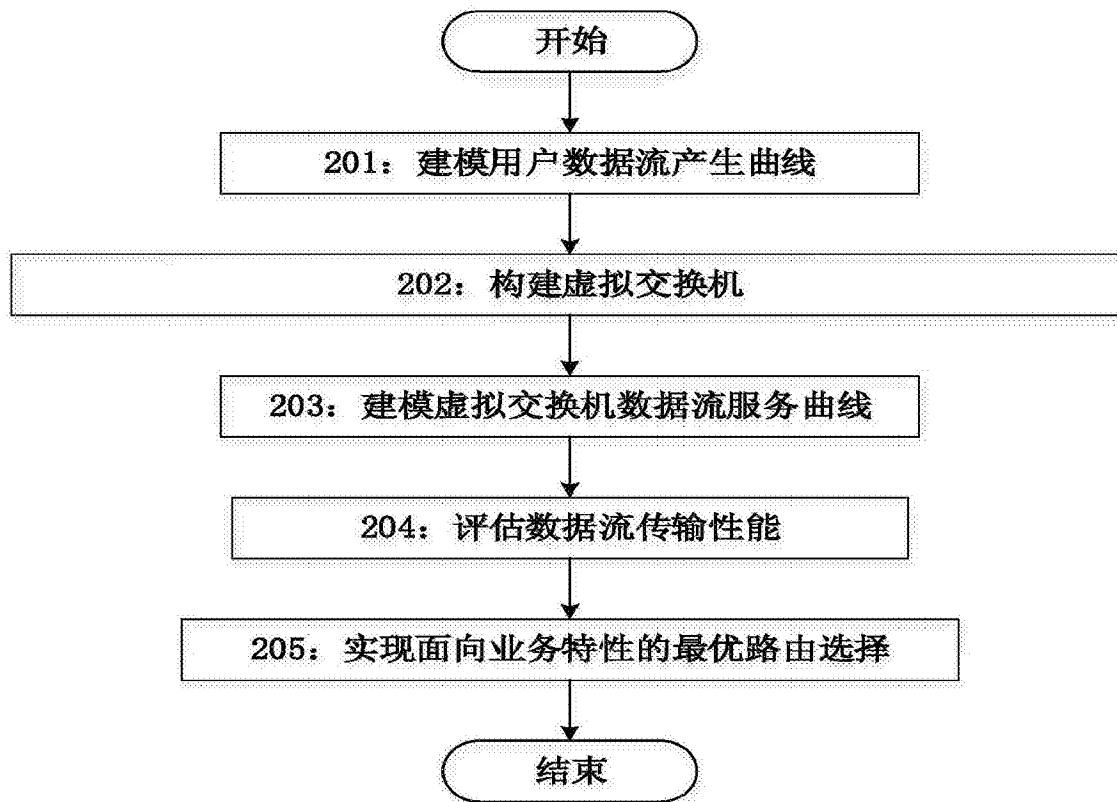 开始
201：建模用户数据流产生曲线
202：构建虚拟交换机
203：建模虚拟交换机数据流服务曲线
204：评估数据流传输性能
205：实现面向业务特性的最优路由选择
结束